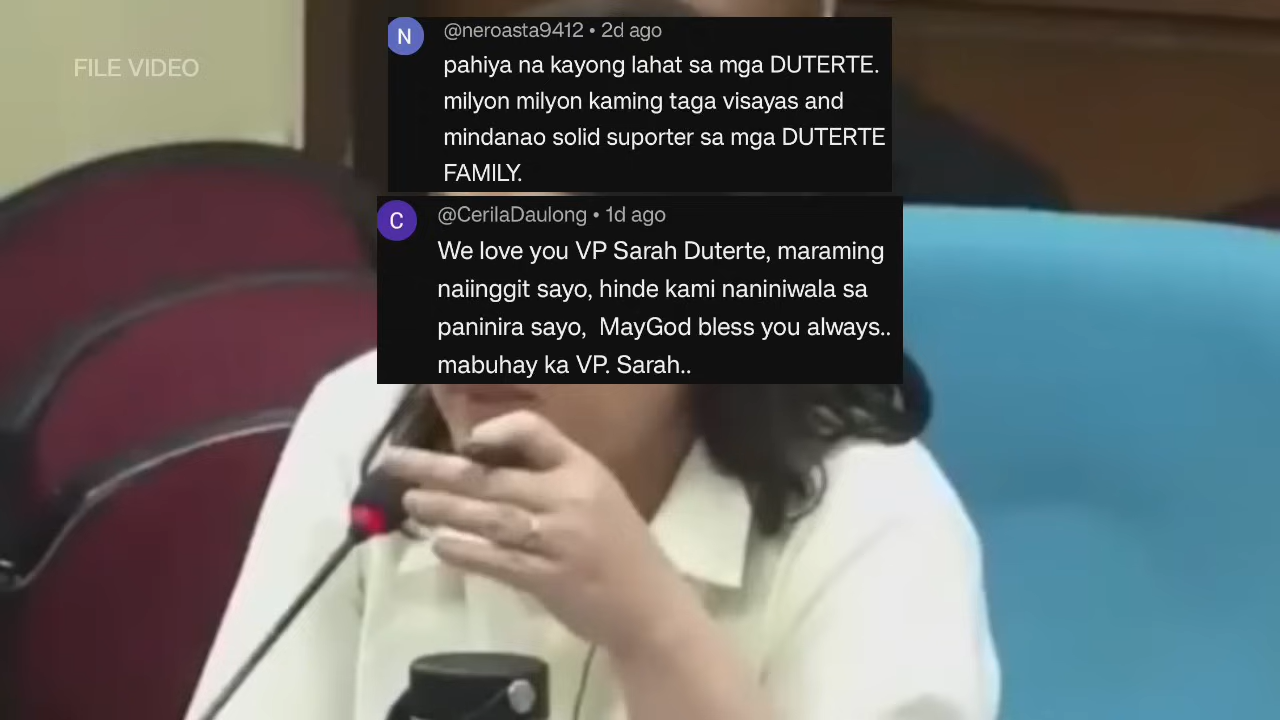 FILE VIDEO
N
@neroasta9412 • 2d ago
pahiya na kayong lahat sa mga DUTERTE.
milyon milyon kaming taga visayas and
mindanao solid suporter sa mga DUTERTE
FAMILY.
C
@CerilaDaulong • 1d ago
We love you VP Sarah Duterte, maraming
naiinggit sayo, hinde kami naniniwala sa
paninira sayo,  MayGod bless you always..
mabuhay ka VP. Sarah..